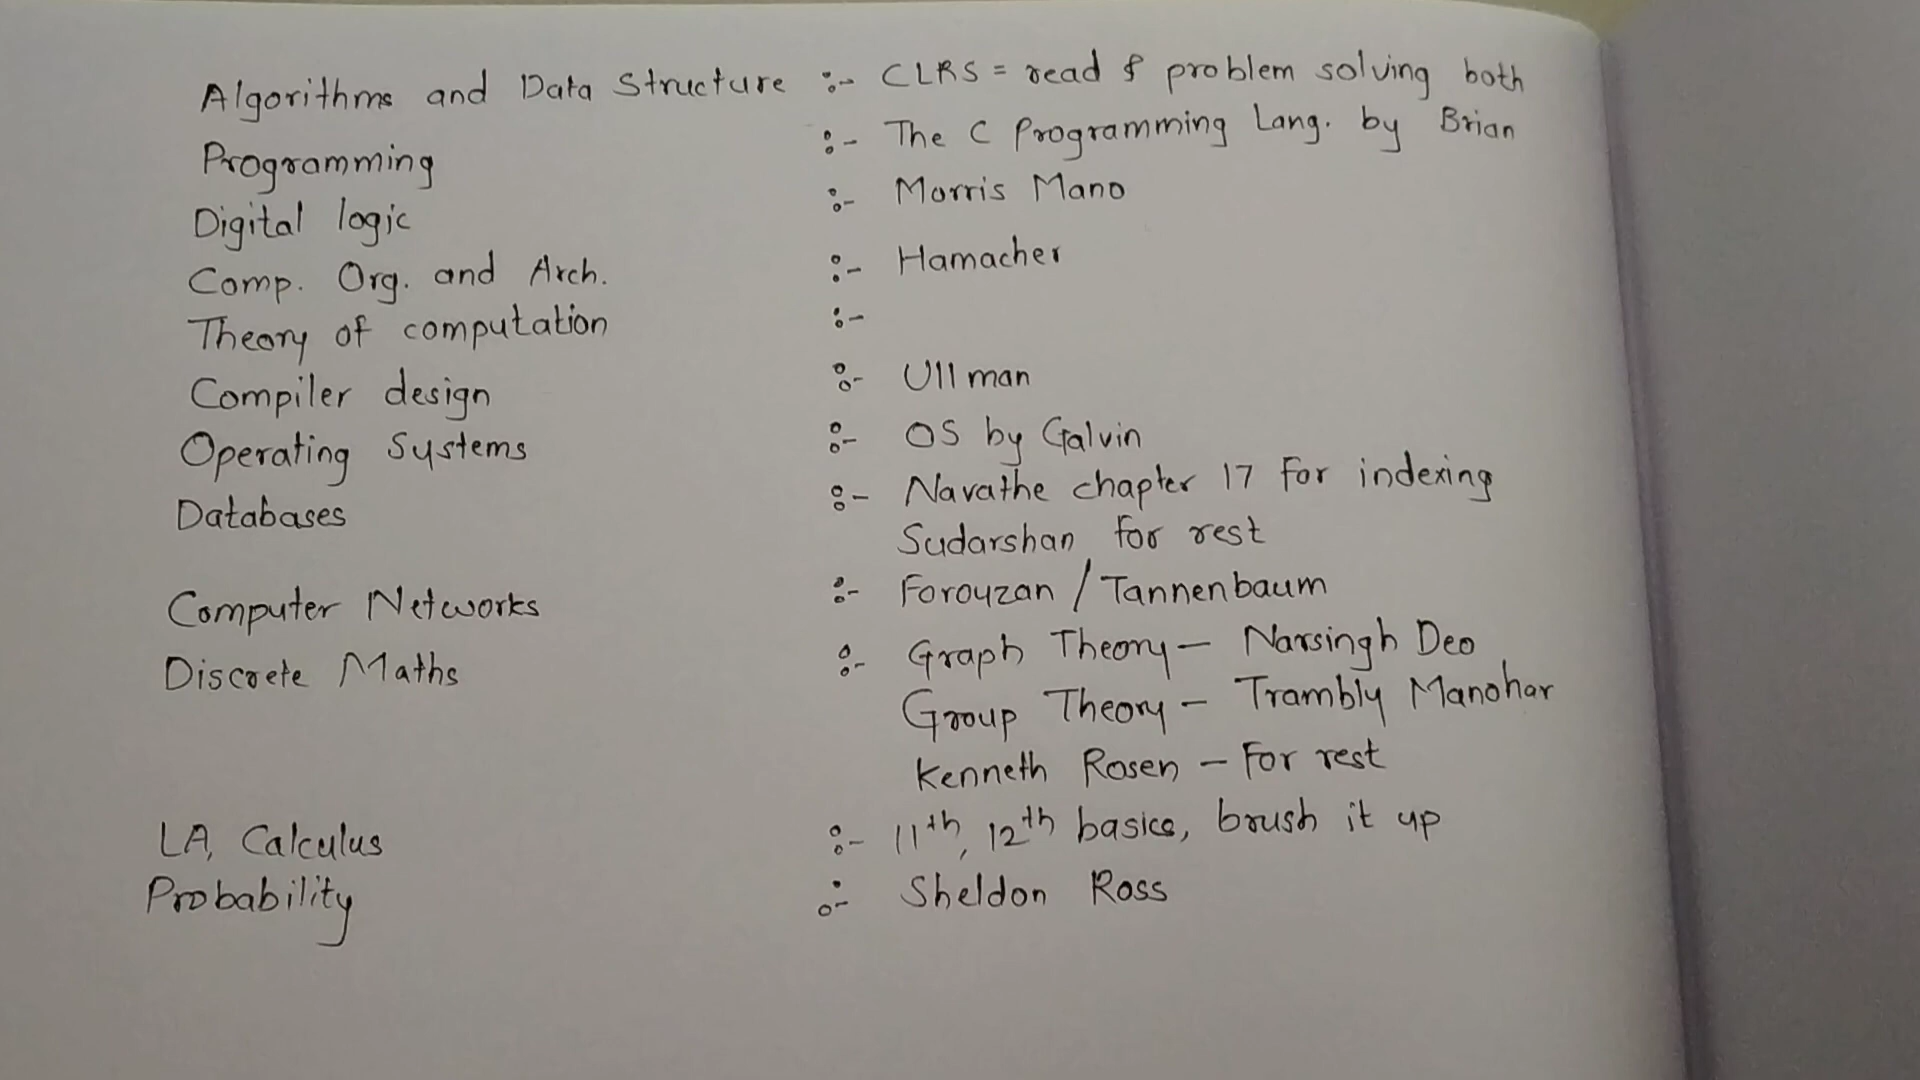 Algorithms and Data Structure :- CLRS = read & problem solving both
Programming :- The C Programming Lang. by Brian
Digital logic :- Morris Mano
Comp. Org. and Arch. :- Hamacher
Theory of computation :-
Compiler design :- Ullman
Operating Systems :- OS by Galvin
Databases :- Navathe chapter 17 for indexing
Sudarshan for rest
Computer Networks :- Forouzan / Tannenbaum
Discrete Maths :- Graph Theory - Narsingh Deo
Group Theory - Trambly Manohar
Kenneth Rosen - For rest
LA, Calculus :- 11th, 12th basics, brush it up
Probability :- Sheldon Ross